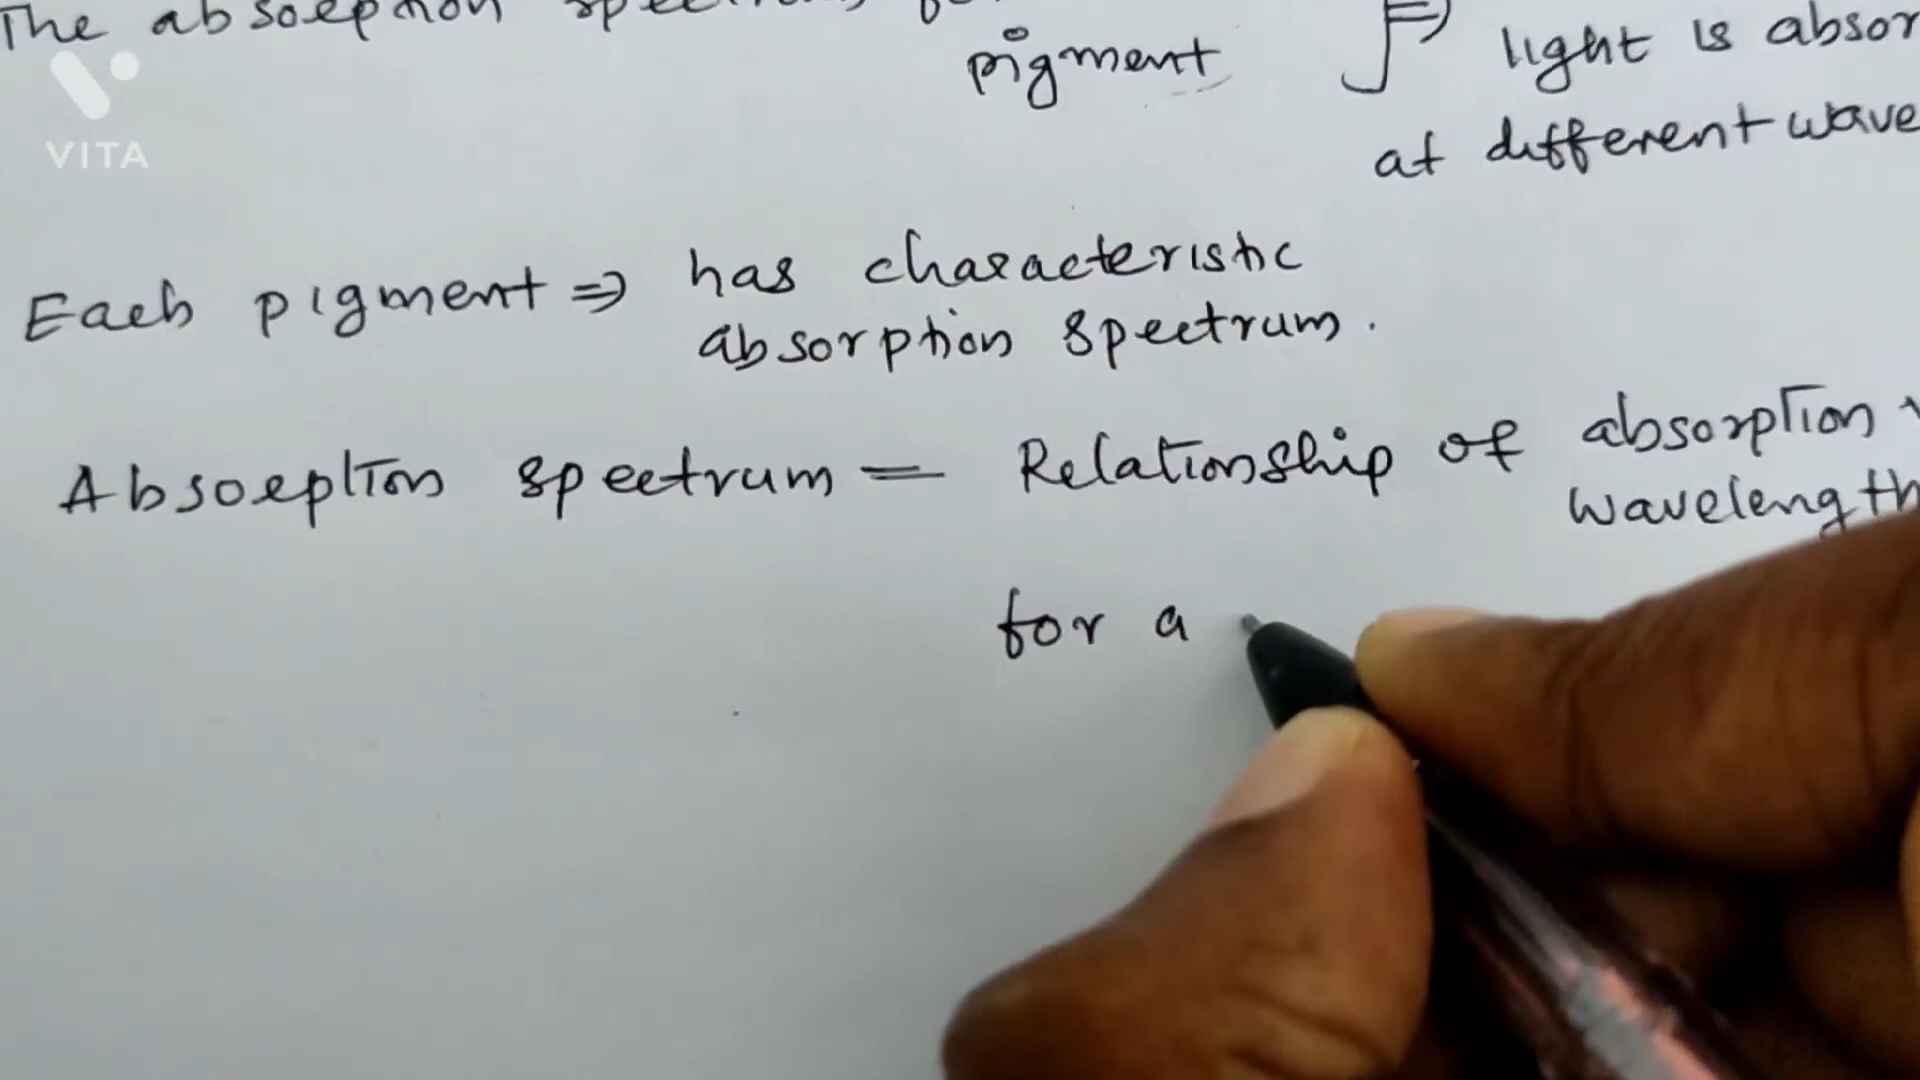 The absorption spectrum
pigment
light is absor
at different wave
VITA
Each pigment ⇒ has characteristic
absorption spectrum.
Absorption spectrum = Relationship of absorption
wavelength
for a